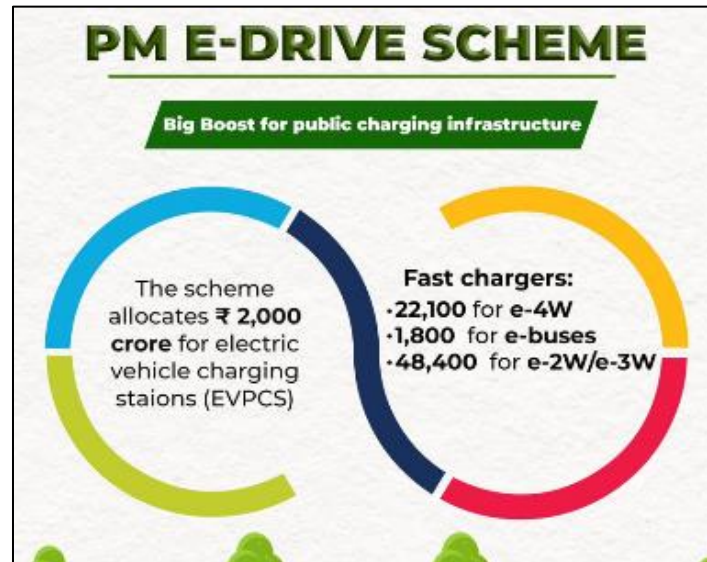 PM E-DRIVE SCHEME
Big Boost for public charging infrastructure
The scheme
allocates ₹ 2,000
crore for electric
vehicle charging
staions (EVPCS)
Fast chargers:
•22,100 for e-4W
•1,800 for e-buses
•48,400 for e-2W/e-3W